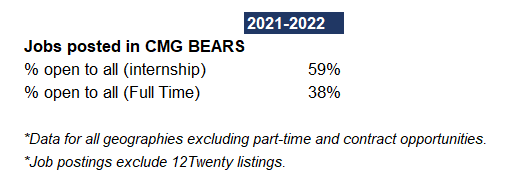 2021-2022
Jobs posted in CMG BEARS
% open to all (internship) 59%
% open to all (Full Time) 38%
*Data for all geographies excluding part-time and contract opportunities.
*Job postings exclude 12Twenty listings.